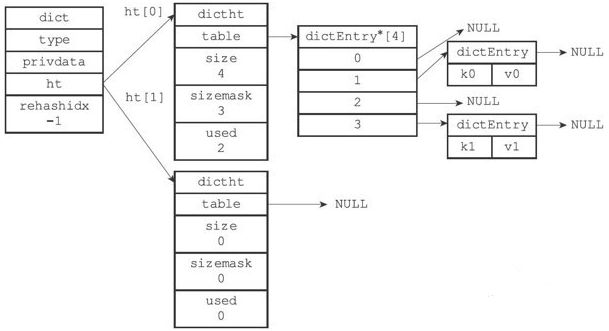 dict
type
privdata
ht
rehashidx
-1
ht[0]
ht[1]
dictht
table
size
4
sizemask
3
used
2
dictEntry*[4]
0
1
2
3
NULL
dictEntry
k0 v0
NULL
NULL
dictEntry
k1 v1
NULL
dictht
table
NULL
size
0
sizemask
0
used
0